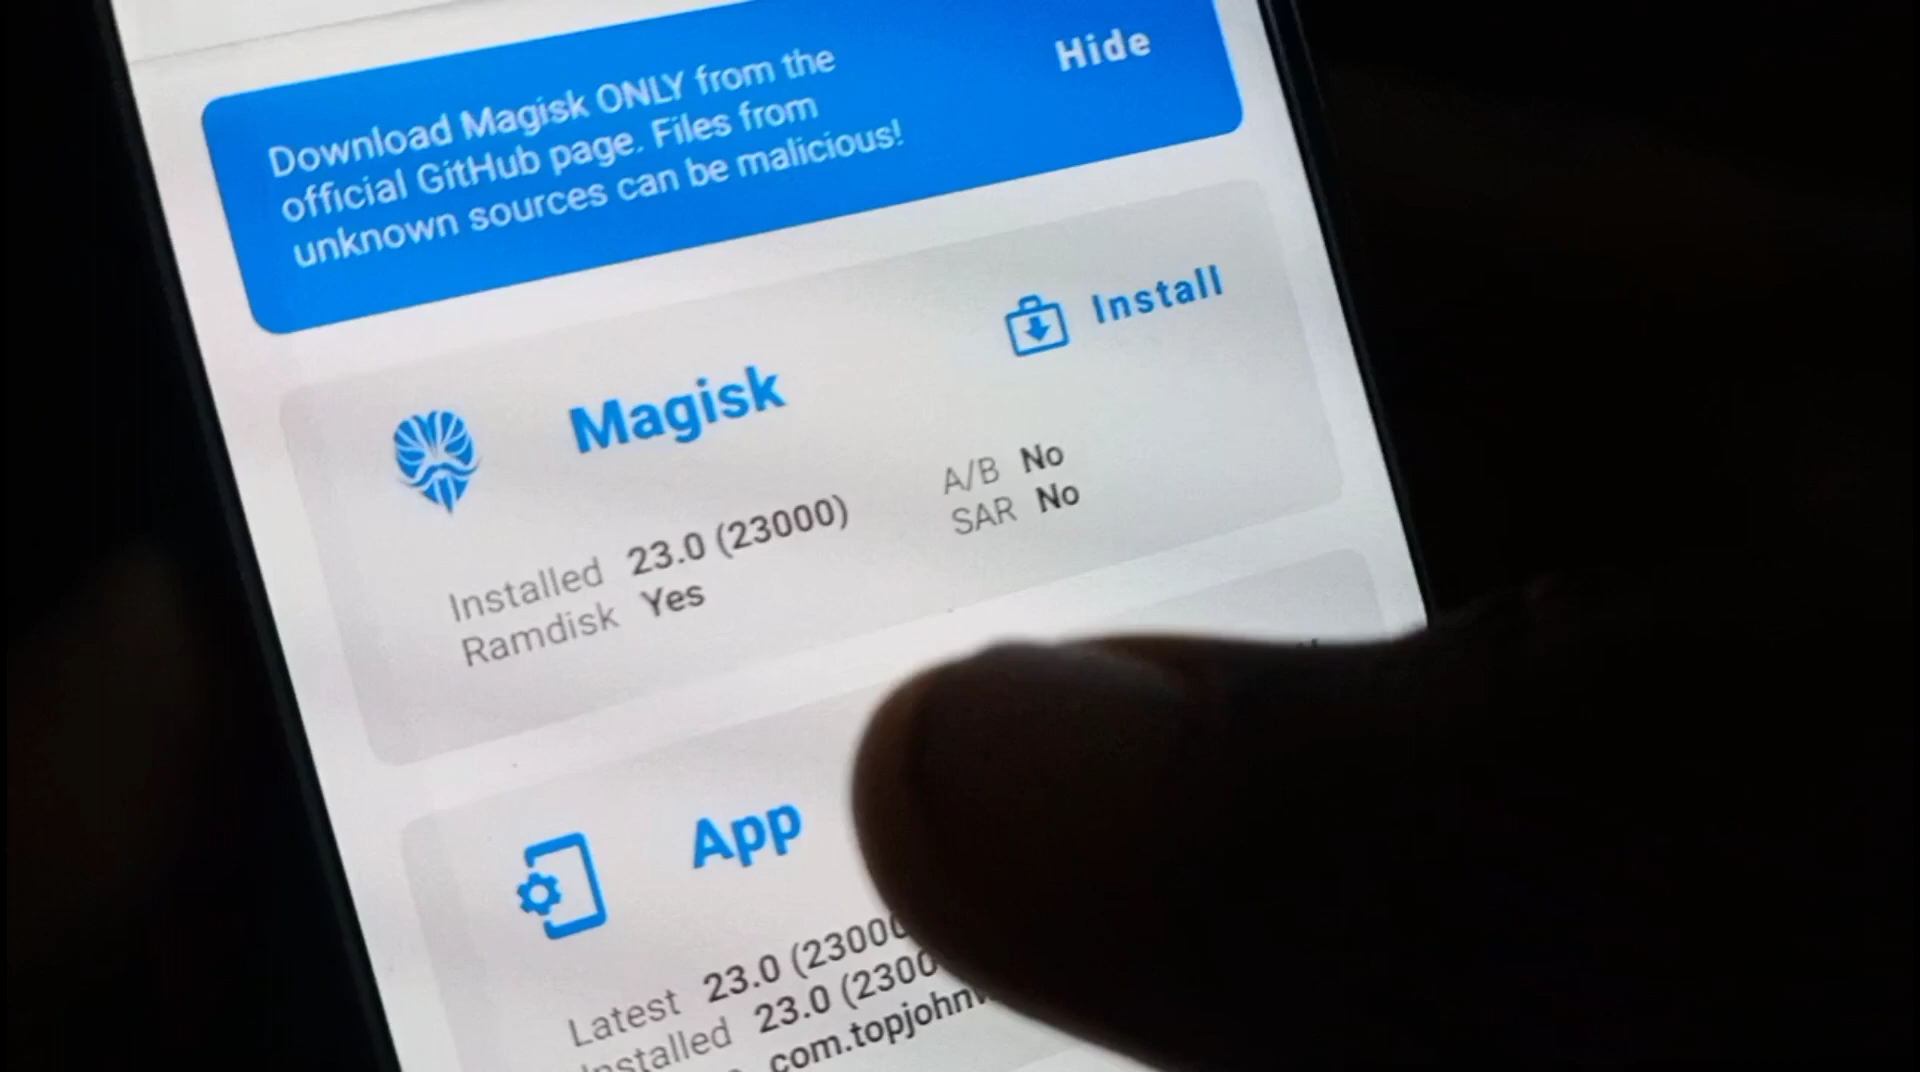 Download Magisk ONLY from the
official GitHub page. Files from
unknown sources can be malicious!
Hide
Install
Magisk
Installed 23.0 (23000)
Ramdisk Yes
A/B No
SAR No
App
Latest 23.0 (2300
Installed 23.0 (2300
com.topjohn